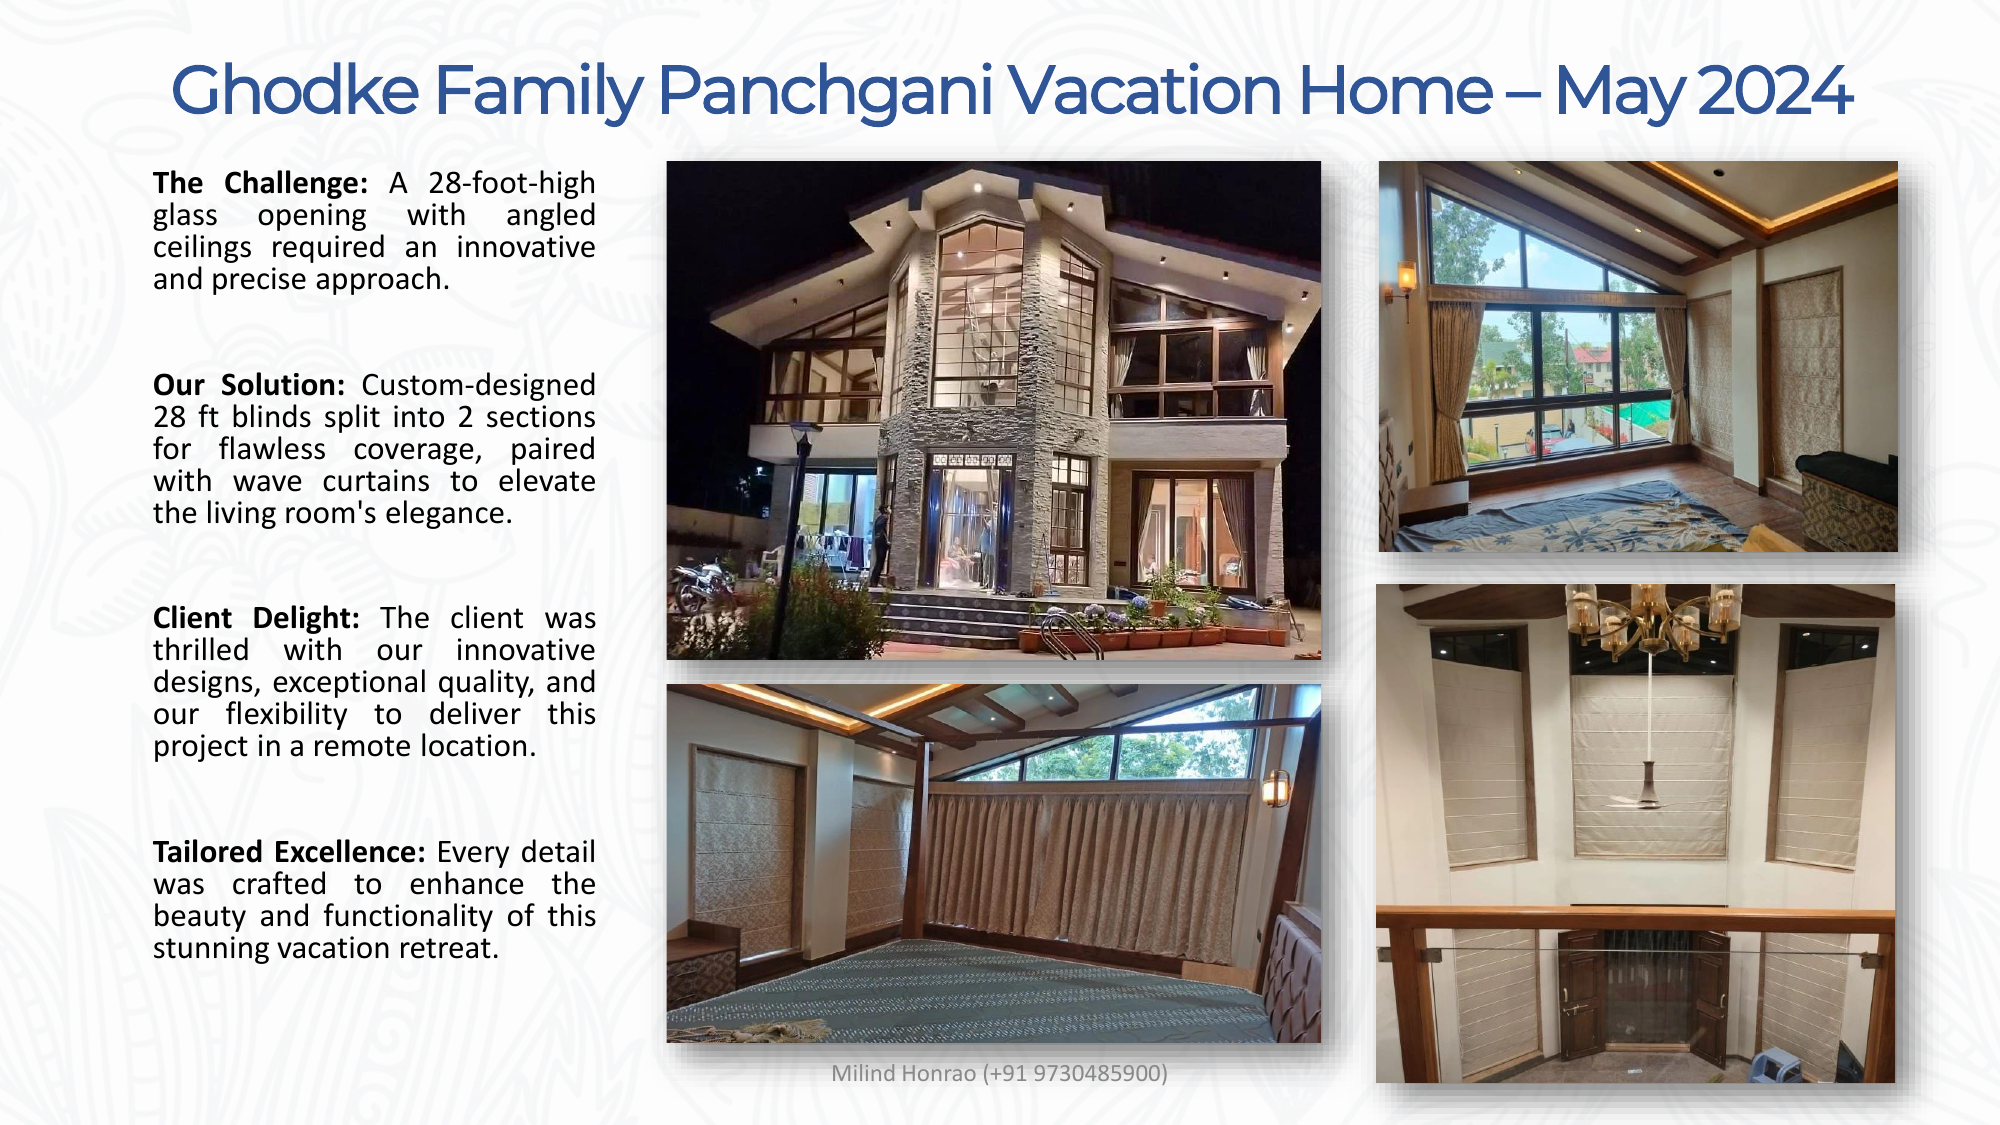 Ghodke Family Panchgani Vacation Home – May 2024
The Challenge: A 28-foot-high
glass opening with angled
ceilings required an innovative
and precise approach.
Our Solution: Custom-designed
28 ft blinds split into 2 sections
for flawless coverage, paired
with wave curtains to elevate
the living room's elegance.
Client Delight: The client was
thrilled with our innovative
designs, exceptional quality, and
our flexibility to deliver this
project in a remote location.
Tailored Excellence: Every detail
was crafted to enhance the
beauty and functionality of this
stunning vacation retreat.
Milind Honrao (+91 9730485900)